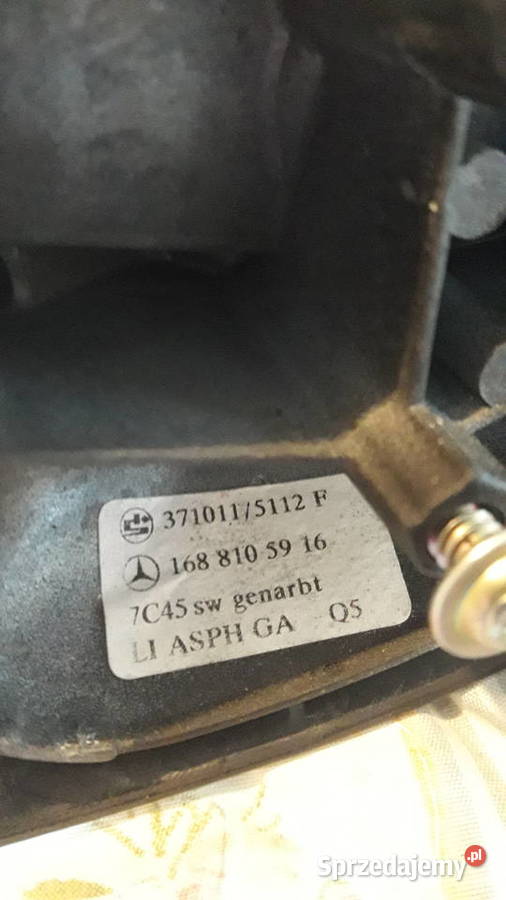 371011/5112 F
168 810 59 16
7C45 sw genarbt
LI ASPH GA Q5
Sprzedajemy.pl